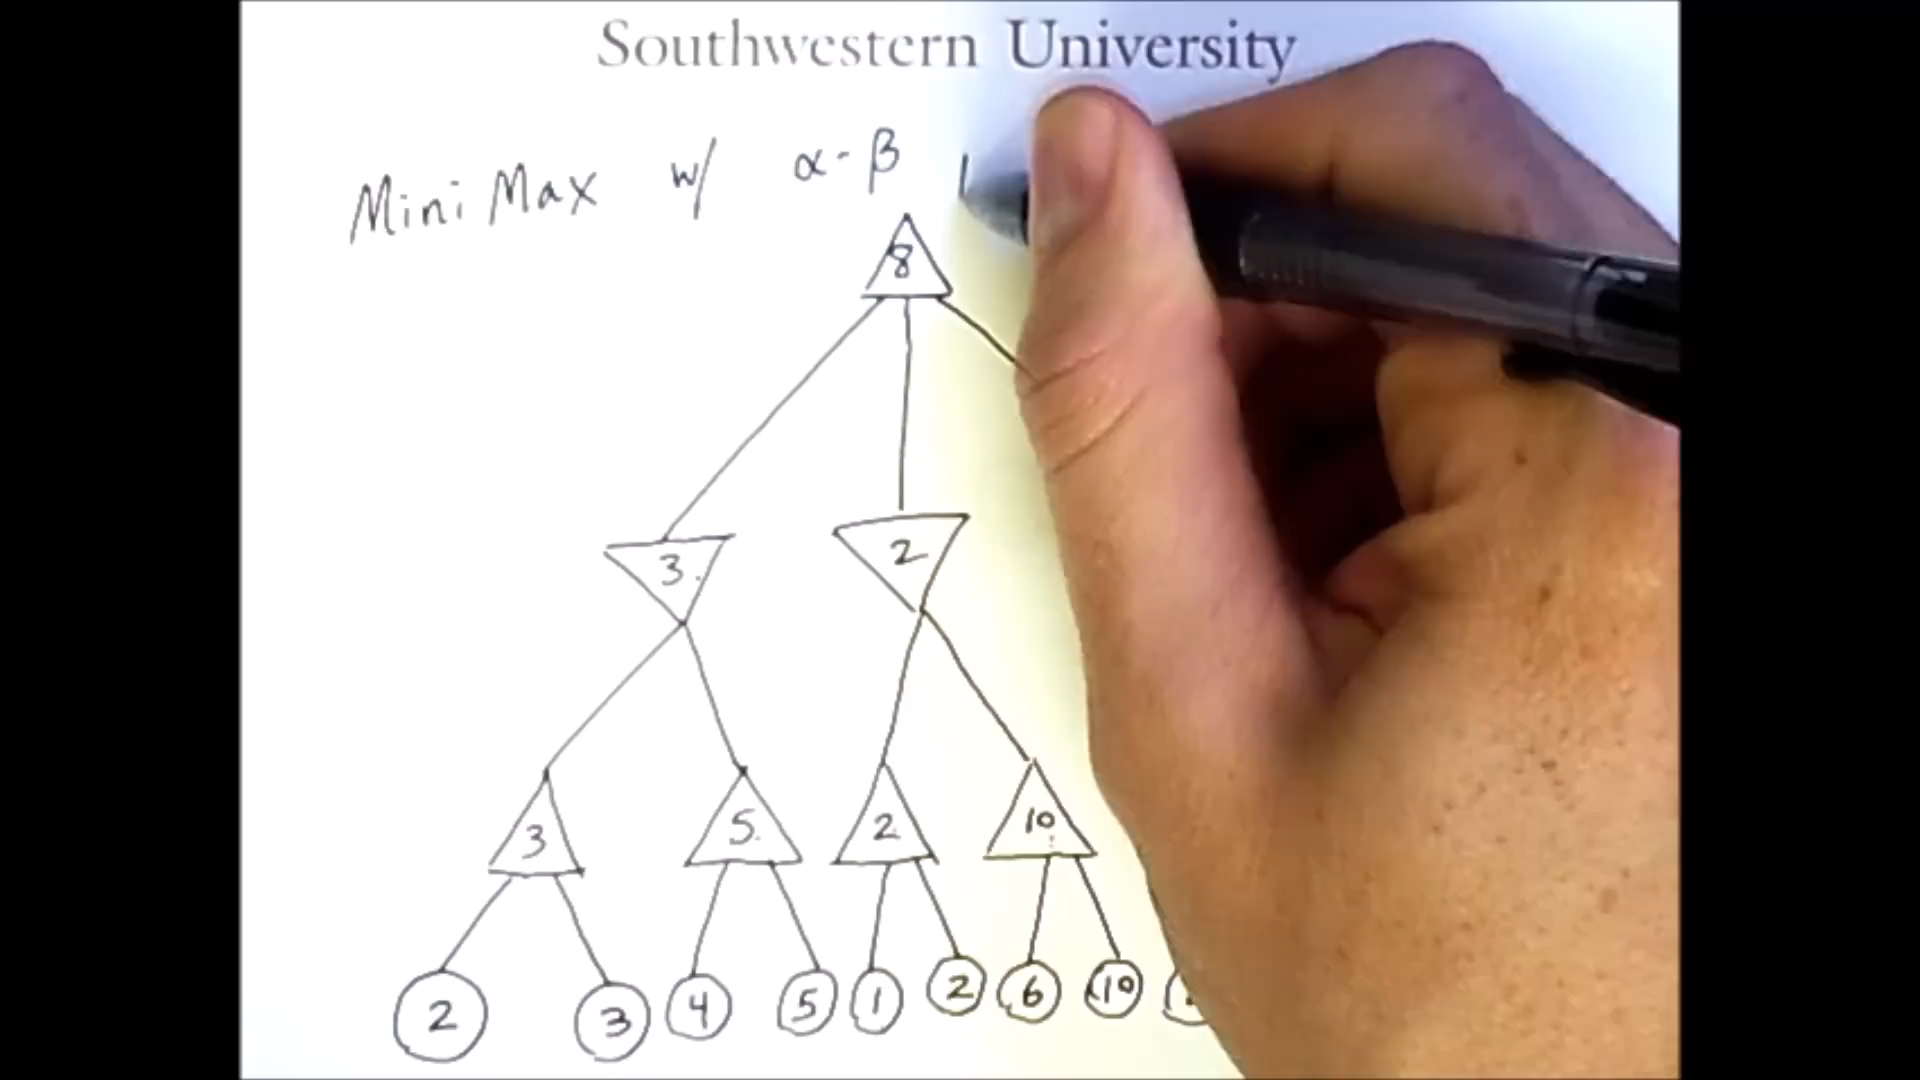 Southwestern University
MiniMax w/ α-β
8
3 2
3 5 2 10
2 3 4 5 1 2 6 10